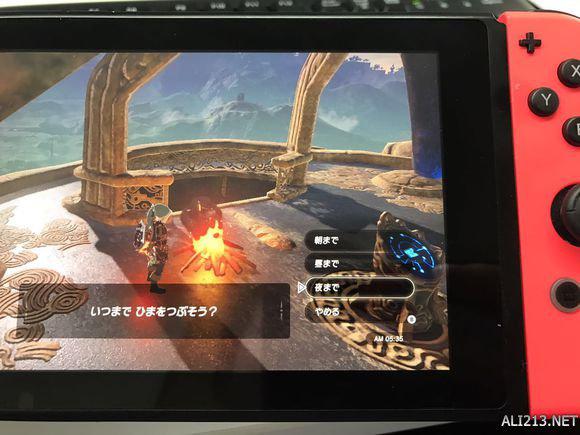 朝まで
昼まで
夜まで
やめる
いつまで ひまをつぶそう？
AM 05:35
X
Y
ALI213.NET